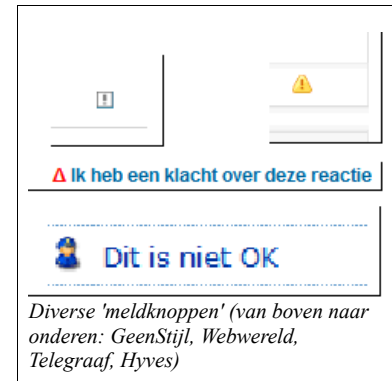 Δ Ik heb een klacht over deze reactie
Dit is niet OK
Diverse 'meldknoppen' (van boven naar
onderen: GeenStijl, Webwereld,
Telegraaf, Hyves)